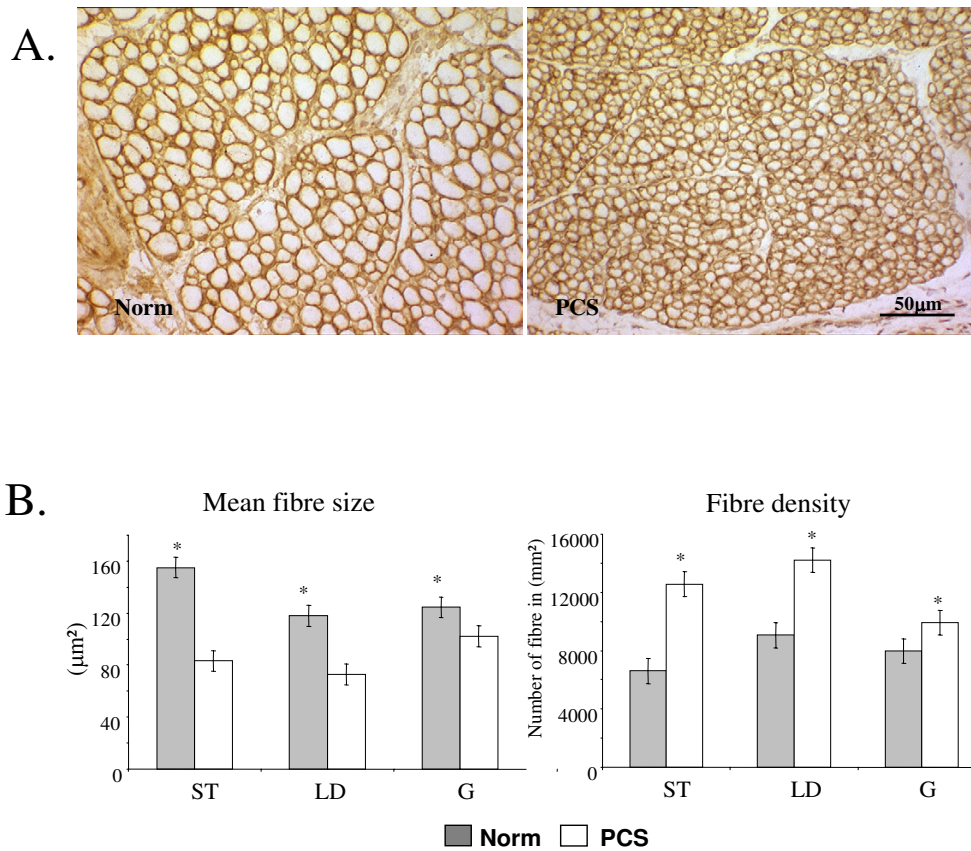 A.
Norm
PCS
50μm
B.
Mean fibre size
Fibre density
(μm²)
160
120
80
40
0
ST
LD
G
*
*
*
Number of fibre in (mm²)
16000
12000
8000
4000
0
ST
LD
G
*
*
*
Norm
PCS